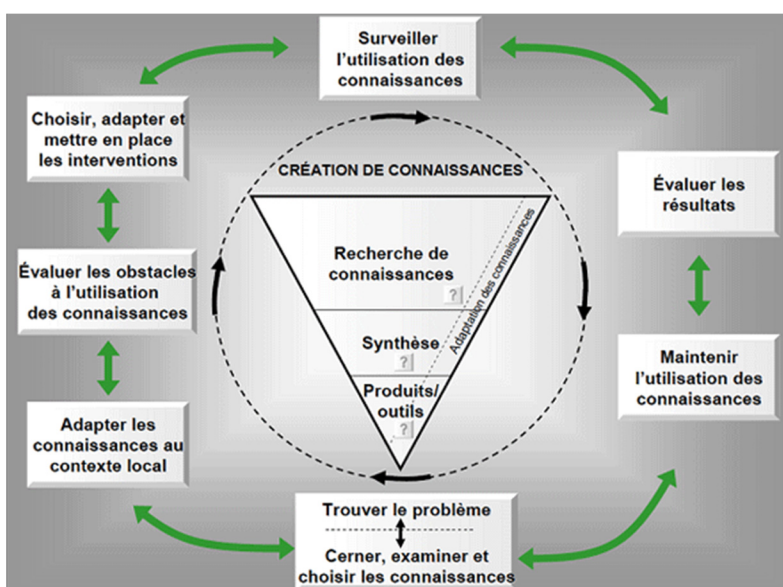 Surveiller
l'utilisation des
connaissances
Choisir, adapter et
mettre en place
les interventions
CRÉATION DE CONNAISSANCES
Évaluer les
résultats
Recherche de
connaissances
?
Adaptation des connaissances
Évaluer les obstacles
à l'utilisation
des connaissances
Synthèse
?
Maintenir
l'utilisation des
connaissances
Produits/
outils
?
Adapter les
connaissances au
contexte local
Trouver le problème
Cerner, examiner et
choisir les connaissances